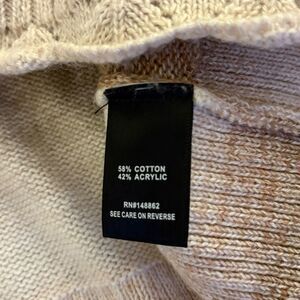 58% COTTON
42% ACRYLIC
RN#148862
SEE CARE ON REVERSE